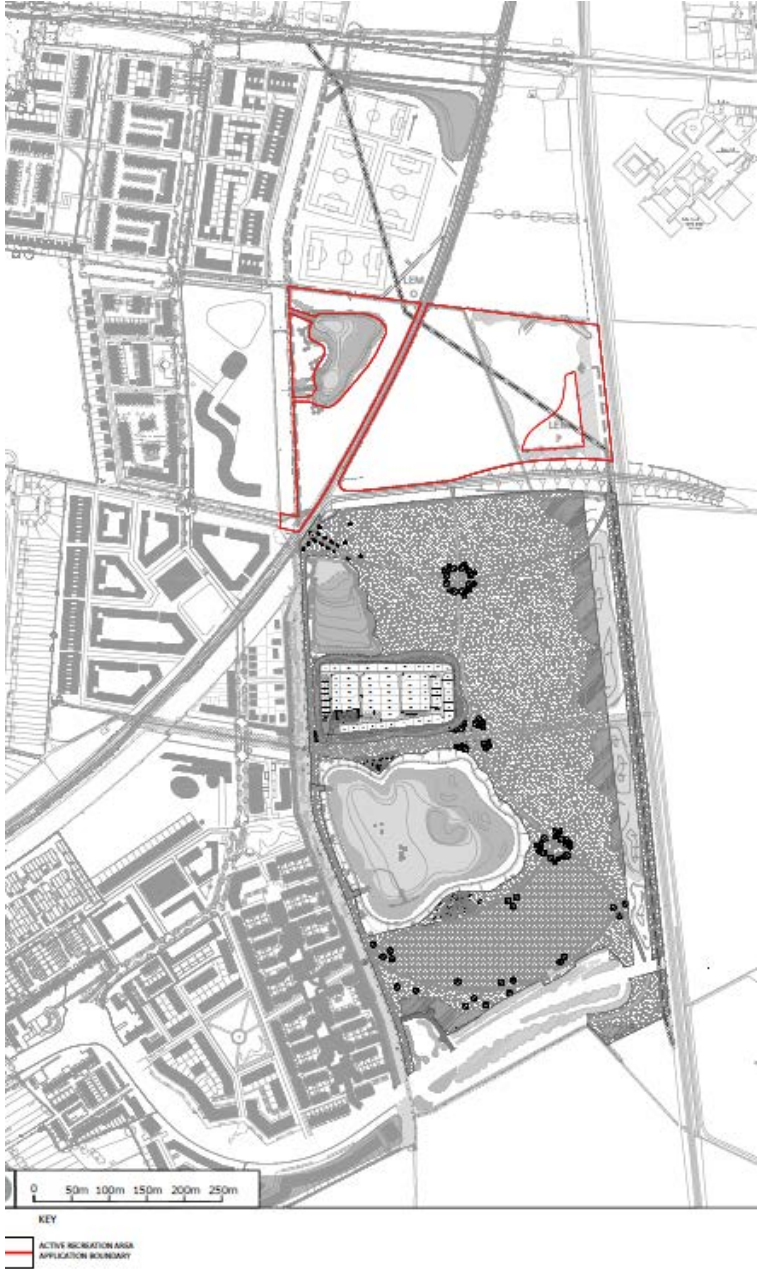 LEM
LEM
0 50m 100m 150m 200m 250m
KEY
ACTIVE RECREATION AREA
APPLICATION BOUNDARY